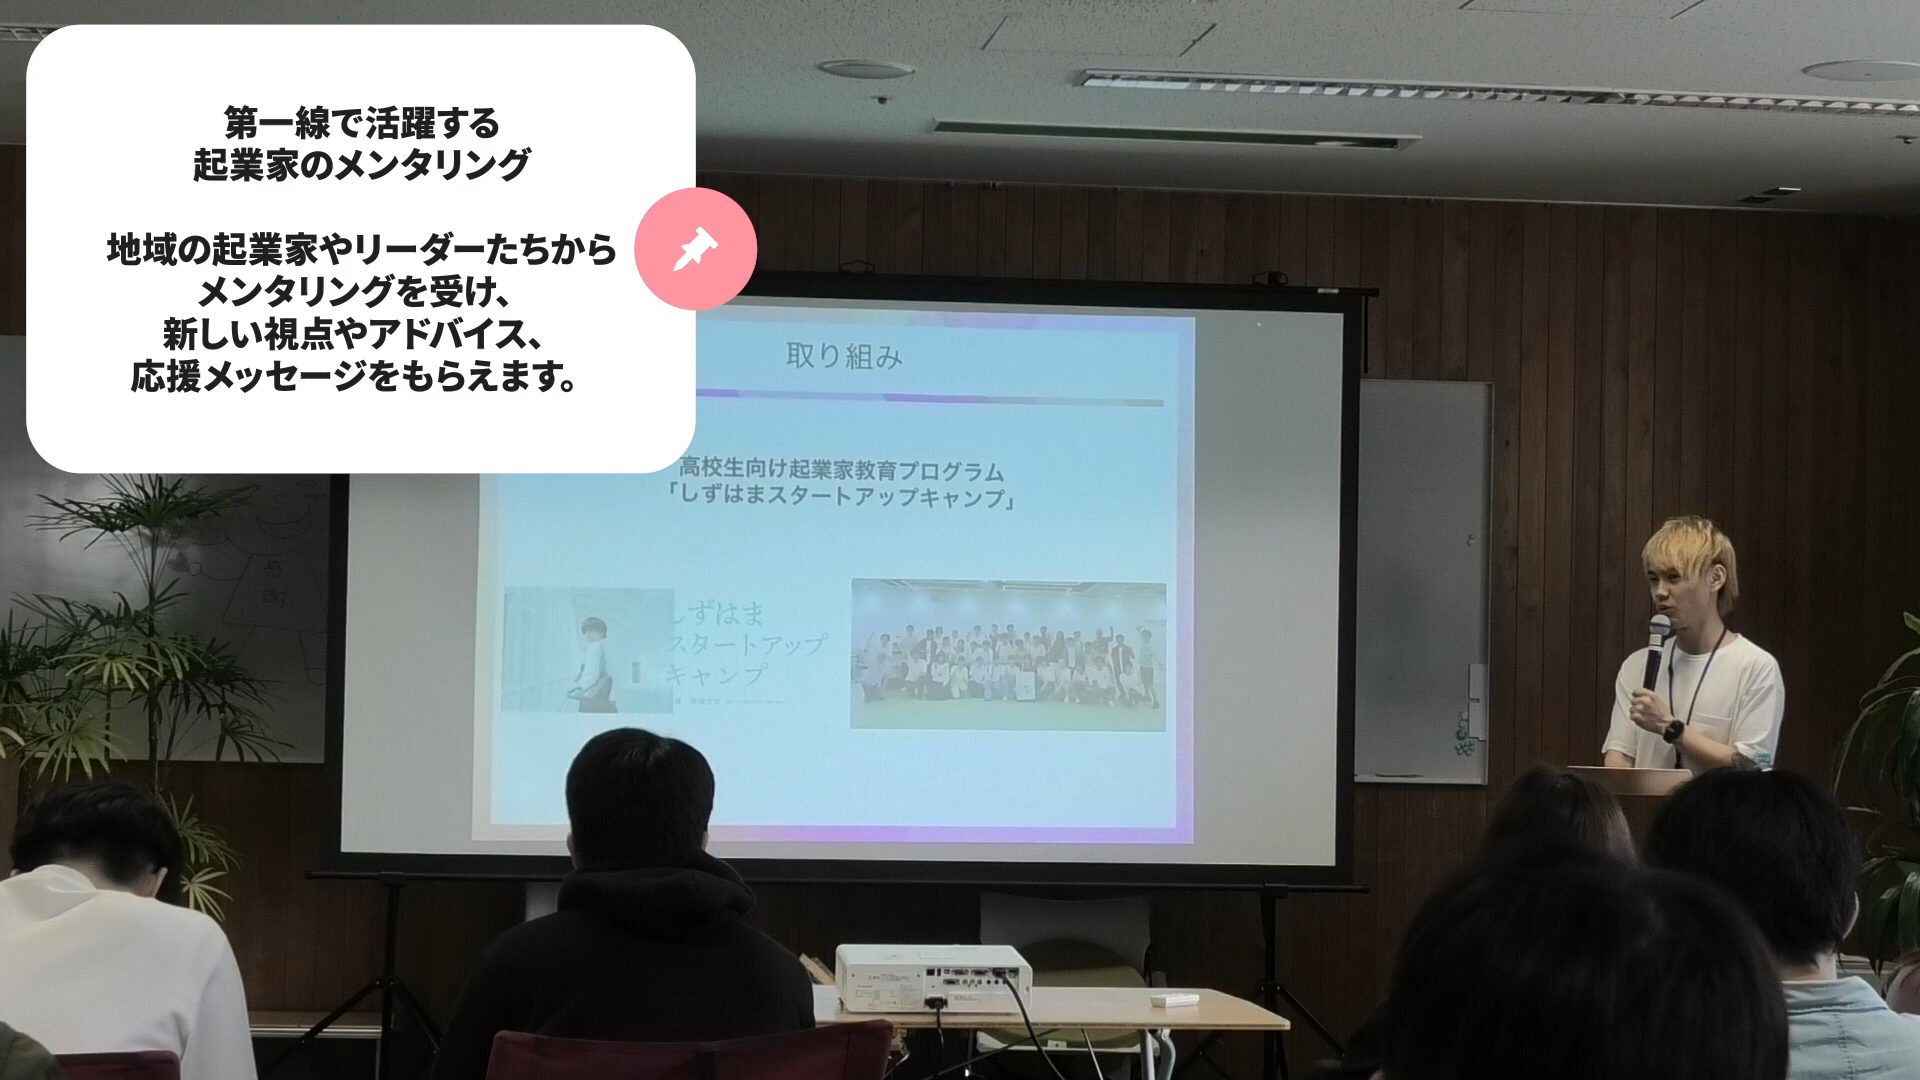 第一線で活躍する
起業家のメンタリング
地域の起業家やリーダーたちから
メンタリングを受け、
新しい視点やアドバイス、
応援メッセージをもらえます。
取り組み
高校生向け起業家教育プログラム
「しずはまスタートアップキャンプ」
しずはま
スタートアップ
キャンプ